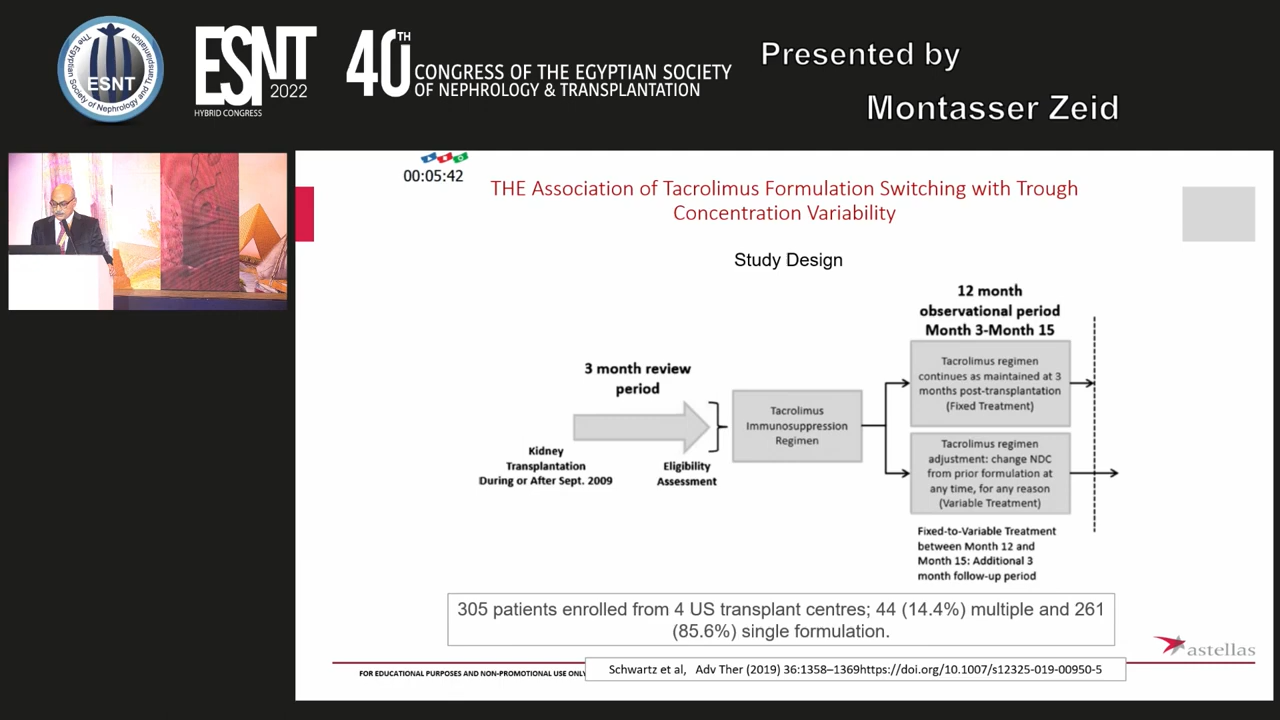 The Egyptian Society of Nephrology and Transplantation
ESNT
ESNT
2022
HYBRID CONGRESS
40TH
CONGRESS OF THE EGYPTIAN SOCIETY
OF NEPHROLOGY & TRANSPLANTATION
Presented by
Montasser Zeid
00:05:42
THE Association of Tacrolimus Formulation Switching with Trough
Concentration Variability
Study Design
12 month
observational period
Month 3-Month 15
3 month review
period
Kidney
Transplantation
During or After Sept. 2009
Eligibility
Assessment
Tacrolimus
Immunosuppression
Regimen
Tacrolimus regimen
continues as maintained at 3
months post-transplantation
(Fixed Treatment)
Tacrolimus regimen
adjustment: change NDC
from prior formulation at
any time, for any reason
(Variable Treatment)
Fixed-to-Variable Treatment
between Month 12 and
Month 15: Additional 3
month follow-up period
305 patients enrolled from 4 US transplant centres; 44 (14.4%) multiple and 261
(85.6%) single formulation.
astellas
FOR EDUCATIONAL PURPOSES AND NON-PROMOTIONAL USE ONLY
Schwartz et al, Adv Ther (2019) 36:1358–1369https://doi.org/10.1007/s12325-019-00950-5